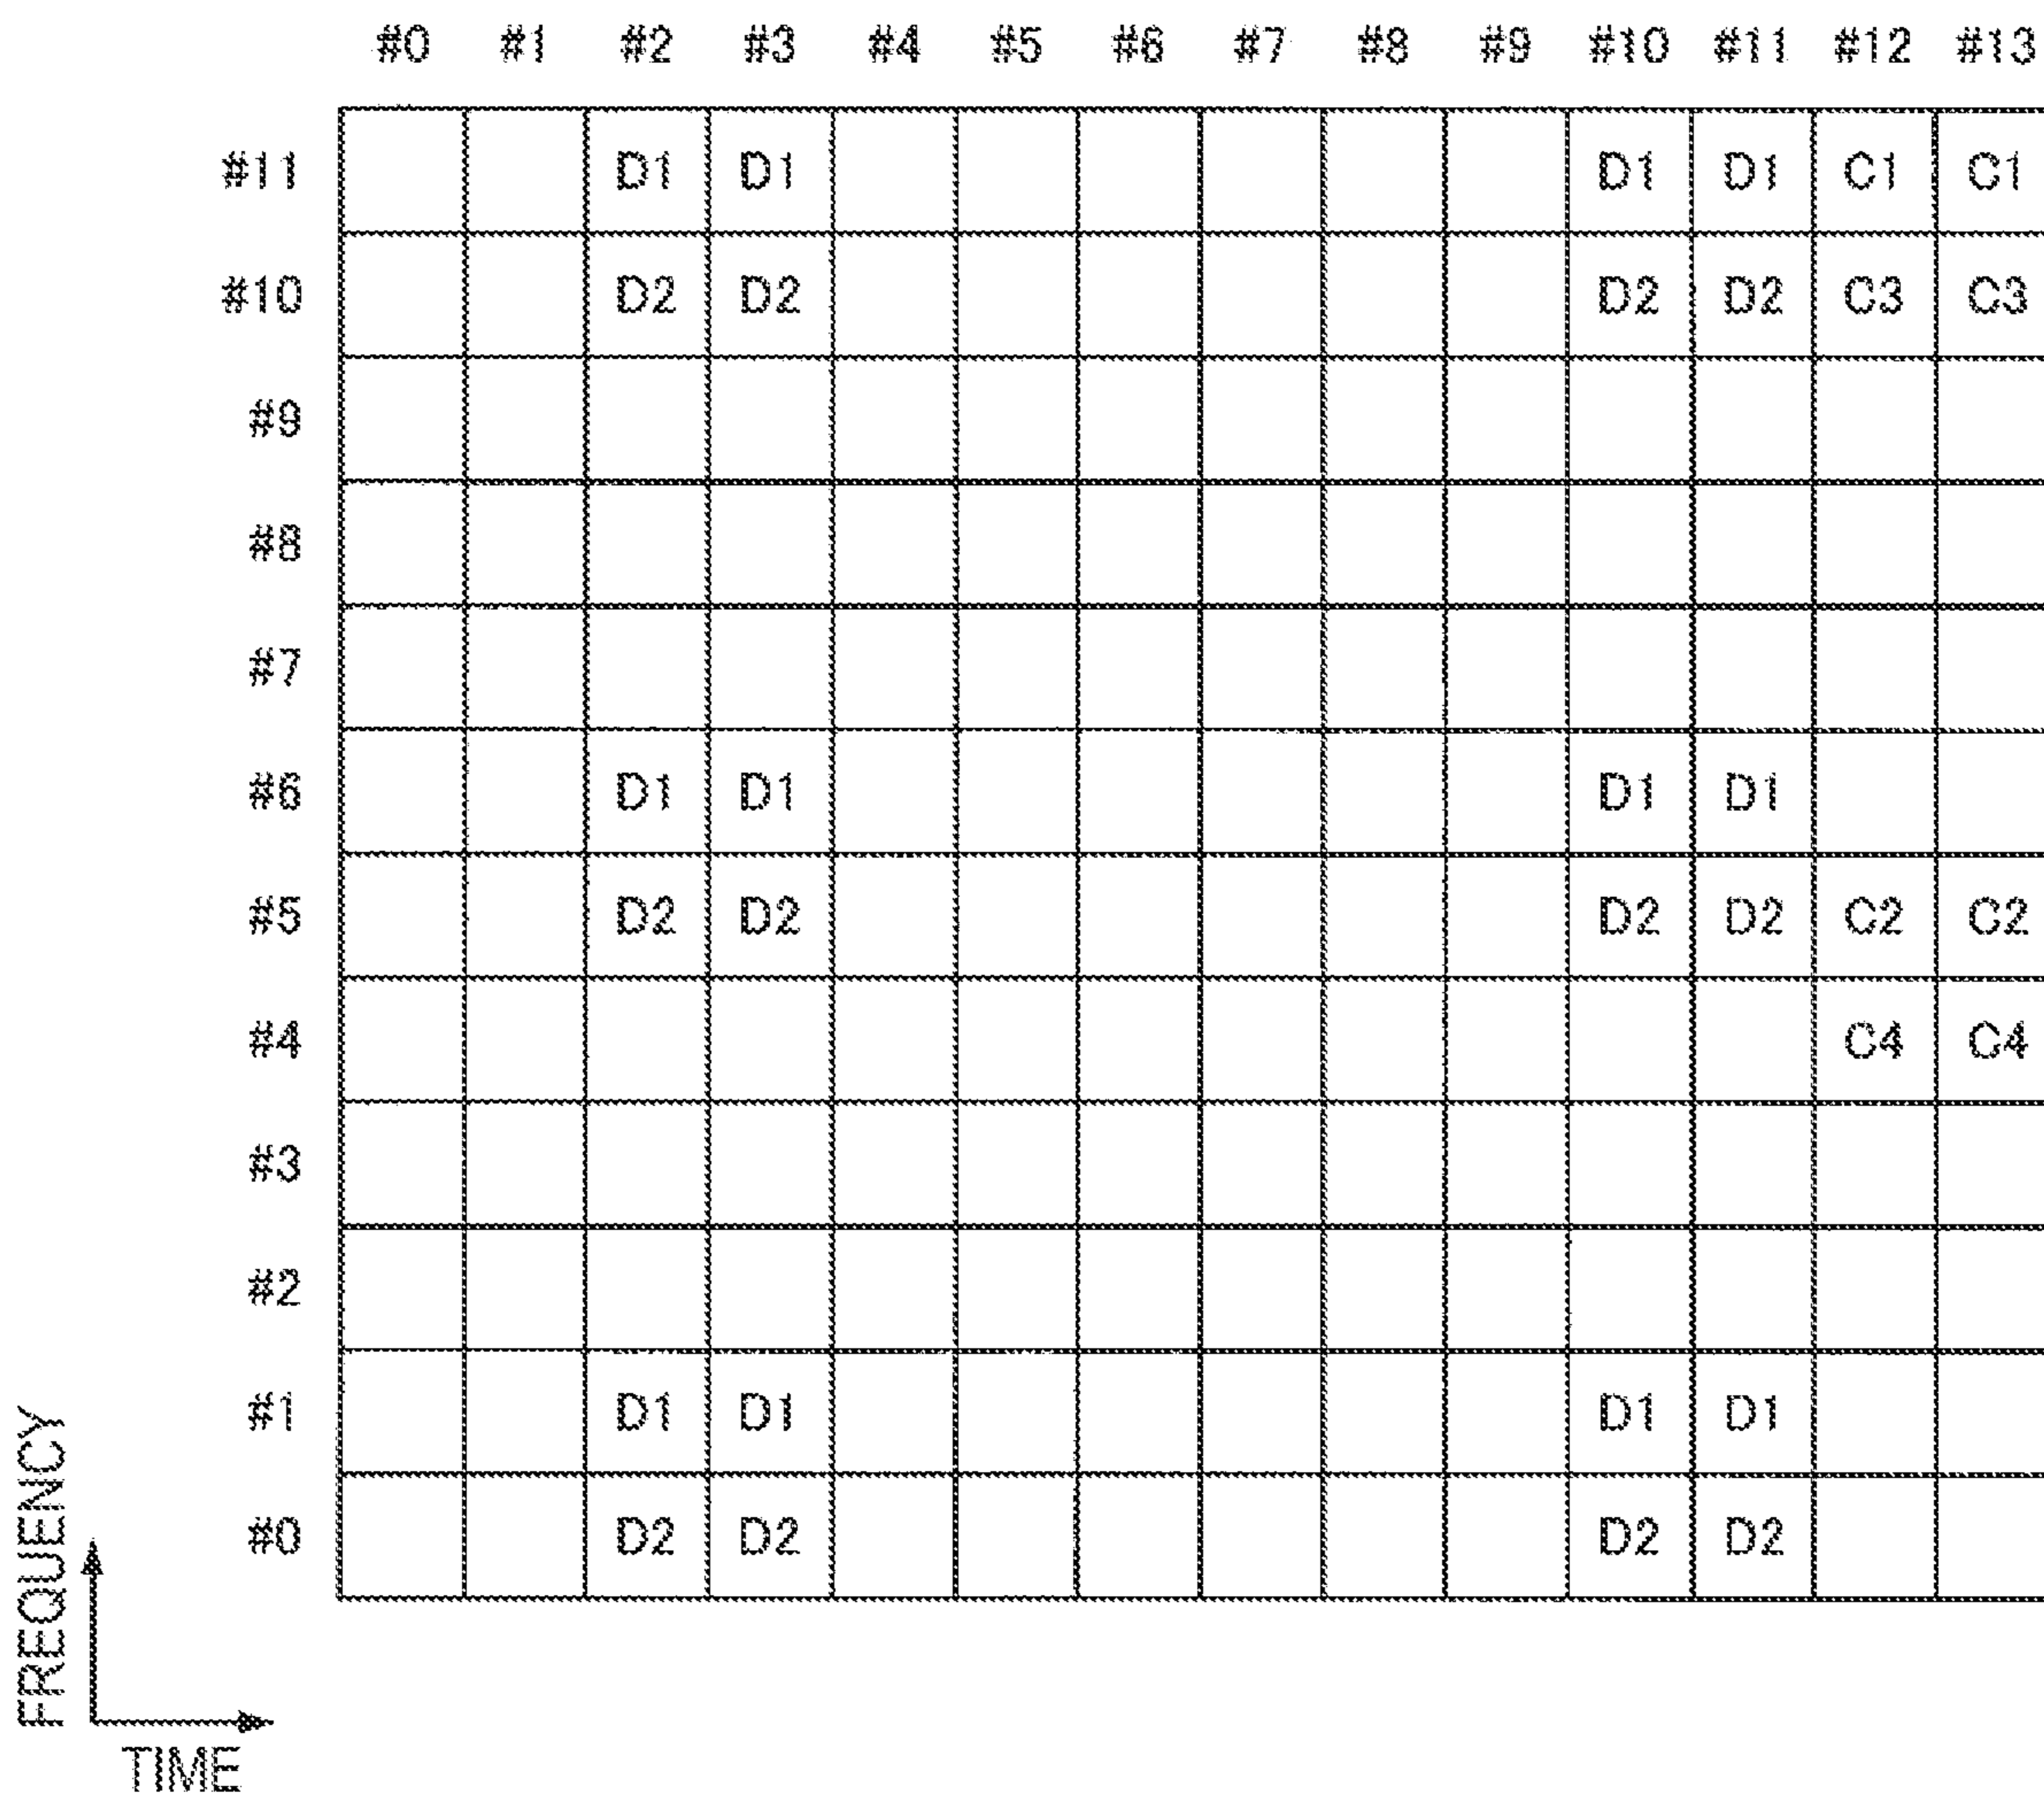 #0 #1 #2 #3 #4 #5 #6 #7 #8 #9 #10 #11 #12 #13
#11 D1 D1 D1 D1 C1 C1
#10 D2 D2 D2 D2 C3 C3
#9
#8
#7
#6 D1 D1 D1 D1
#5 D2 D2 D2 D2 C2 C2
#4 C4 C4
#3
#2
#1 D1 D1 D1 D1
#0 D2 D2 D2 D2
FREQUENCY
TIME